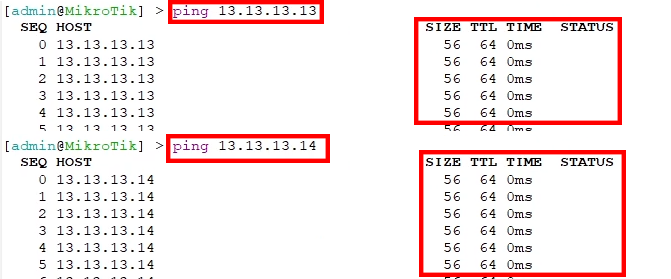 [admin@MikroTik] > ping 13.13.13.13
SEQ HOST SIZE TTL TIME STATUS
0 13.13.13.13 56 64 0ms
1 13.13.13.13 56 64 0ms
2 13.13.13.13 56 64 0ms
3 13.13.13.13 56 64 0ms
4 13.13.13.13 56 64 0ms
5 13.13.13.13 56 64 0ms
[admin@MikroTik] > ping 13.13.13.14
SEQ HOST SIZE TTL TIME STATUS
0 13.13.13.14 56 64 0ms
1 13.13.13.14 56 64 0ms
2 13.13.13.14 56 64 0ms
3 13.13.13.14 56 64 0ms
4 13.13.13.14 56 64 0ms
5 13.13.13.14 56 64 0ms